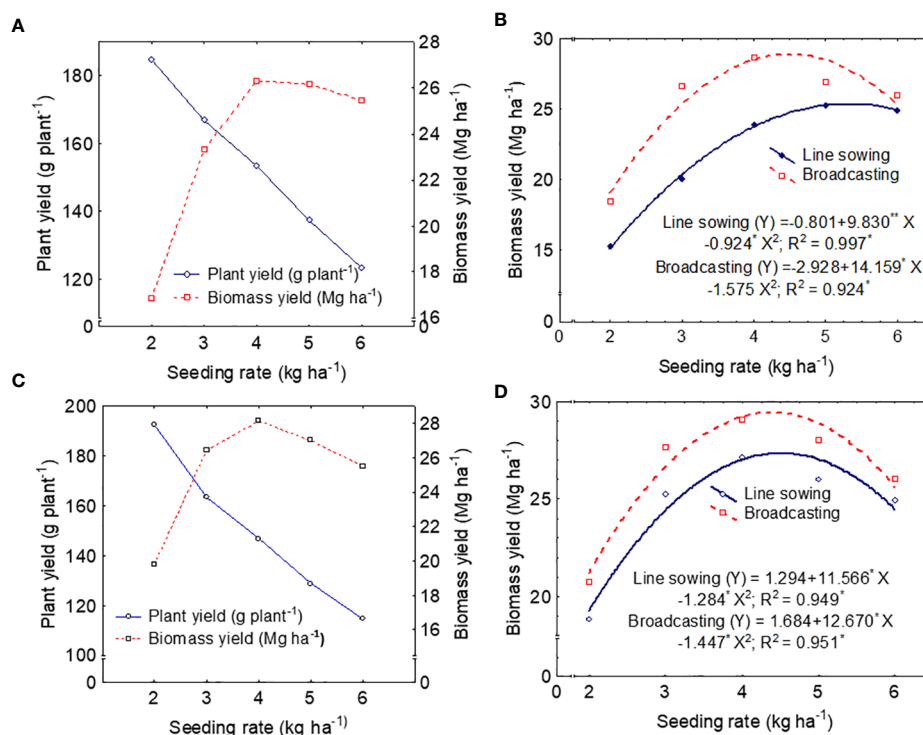 A
Plant yield (g plant⁻¹)
180
160
140
120
0
28
26
24
22
20
18
16
0
Biomass yield (Mg ha⁻¹)
Plant yield (g plant⁻¹)
Biomass yield (Mg ha⁻¹)
2 3 4 5 6
Seeding rate (kg ha⁻¹)
B
Biomass yield (Mg ha⁻¹)
30
25
20
15
0
Line sowing
Broadcasting
Line sowing (Y) =-0.801+9.830** X
-0.924* X²; R² = 0.997*
Broadcasting (Y) =-2.928+14.159* X
-1.575 X²; R² = 0.924*
0 2 3 4 5 6
Seeding rate (kg ha⁻¹)
C
Plant yield (g plant⁻¹)
200
180
160
140
120
100
0
28
26
24
22
20
18
16
0
Biomass yield (Mg ha⁻¹)
Plant yield (g plant⁻¹)
Biomass yield (Mg ha⁻¹)
2 3 4 5 6
Seeding rate (kg ha⁻¹)
D
Biomass yield (Mg ha⁻¹)
30
25
20
0
Line sowing
Broadcasting
Line sowing (Y) = 1.294+11.566* X
-1.284* X²; R² = 0.949*
Broadcasting (Y) = 1.684+12.670* X
-1.447* X²; R² = 0.951*
0 2 3 4 5 6
Seeding rate (kg ha⁻¹)